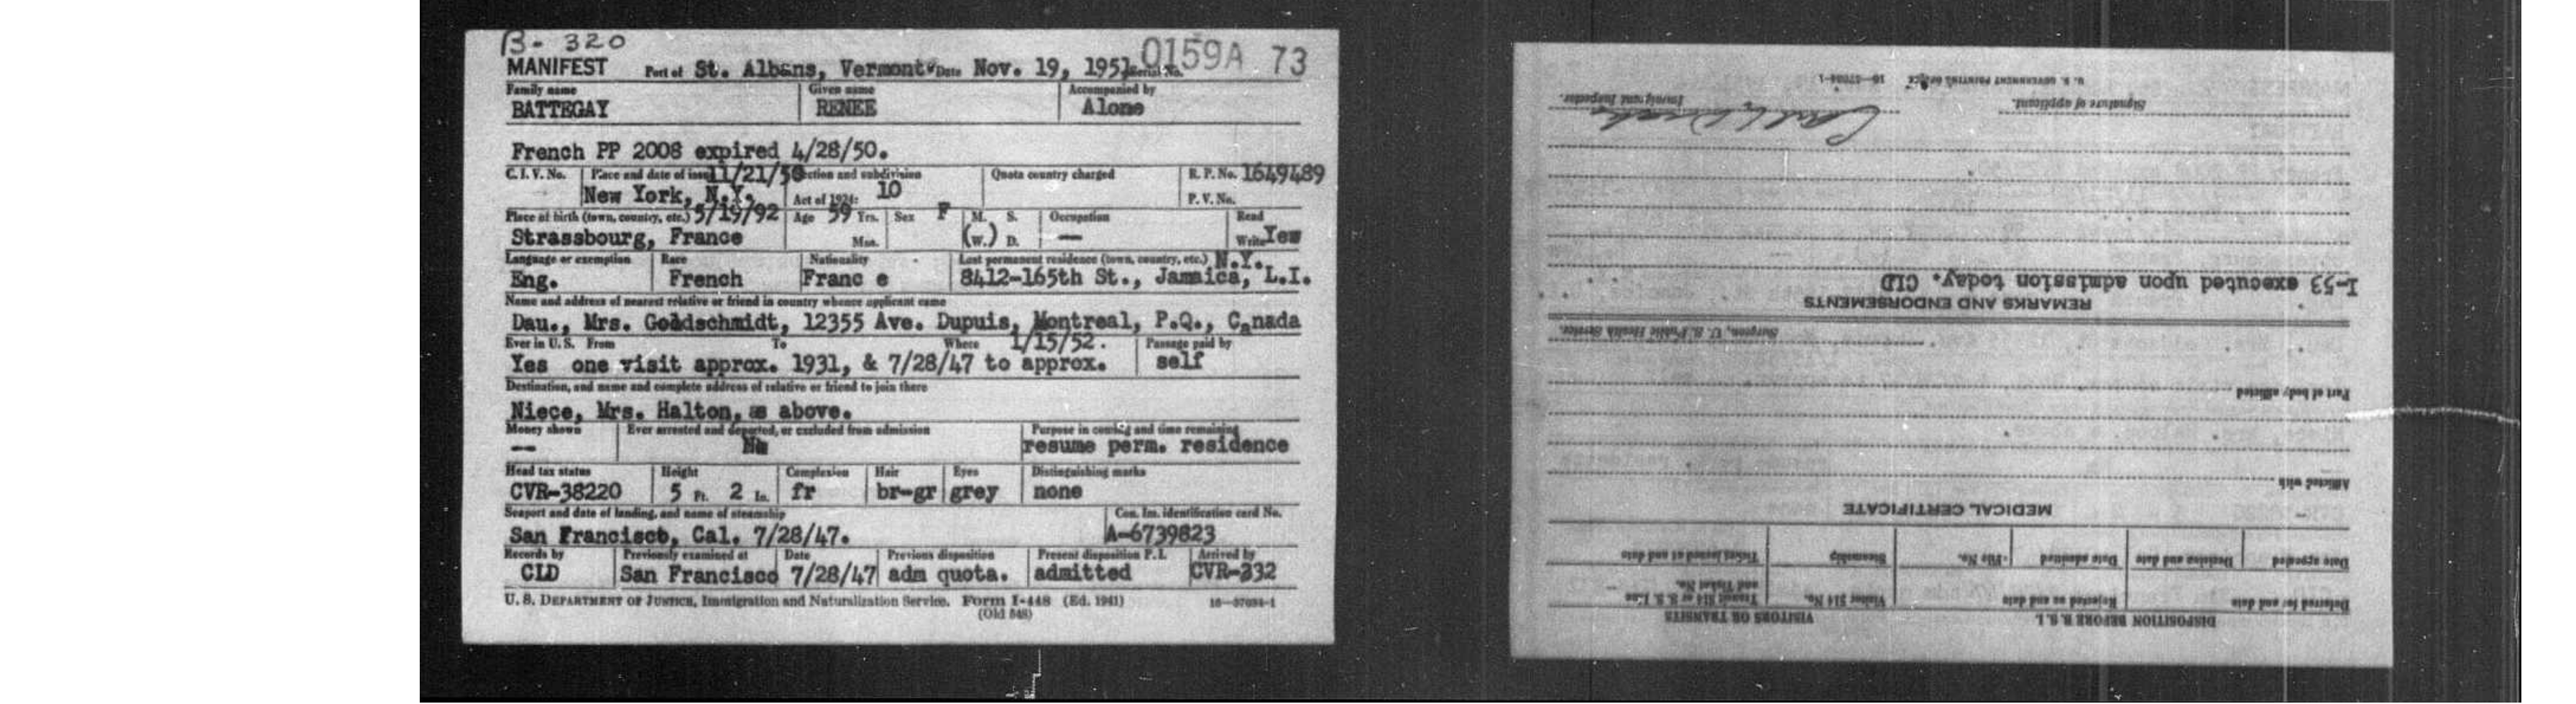 B- 320
MANIFEST Port of St. Albans, Vermont Date Nov. 19, 1951 Serial No. 0159A 73
Family name Given name Accompanied by
BATTEGAY RENEE Alone
French PP 2008 expired 4/28/50.
C. I. V. No. Place and date of issue 11/21/50 Section and subdivision Quota country charged R. P. No. 1649489
New York, N.Y. Act of 1924: 10 P. V. No.
Place of birth (town, country, etc.) 5/19/92 Age 59 Yrs. Sex F M. S. Occupation Read
Strassbourg, France Mos. (W.) D. — Write Yes
Language or exemption Race Nationality Last permanent residence (town, country, etc.) N.Y.
Eng. French Franc e 8412-165th St., Jamaica, L.I.
Name and address of nearest relative or friend in country whence applicant came
Dau., Mrs. Goldschmidt, 12355 Ave. Dupuis, Montreal, P.Q., Canada
Ever in U. S. From To Where 1/15/52. Passage paid by
Yes one visit approx. 1931, & 7/28/47 to approx. self
Destination, and name and complete address of relative or friend to join there
Niece, Mrs. Halton, as above.
Money shown Ever arrested and deported, or excluded from admission Purpose in coming and time remaining
— No resume perm. residence
Head tax status Height Complexion Hair Eyes Distinguishing marks
CVR-38220 5 Ft. 2 In. fr br-gr grey none
Seaport and date of landing, and name of steamship Can. Im. identification card No.
San Francisco, Cal. 7/28/47. A-6739823
Records by Previously examined at Date Previous disposition Present disposition P. I. Arrived by
CLD San Francisco 7/28/47 adm quota. admitted CVR-332
U. S. DEPARTMENT OF JUSTICE, Immigration and Naturalization Service. Form I-448 (Ed. 1941) 16—37084-1
(Old 548)
DISPOSITION BEFORE B. S. I. VISITORS OR TRANSITS
Deferred for and date Rejected as and date Visitor $14 No. Transit $14 or S. S. Line and Ticket No.
Date appealed Decision and date Date admitted File No. Steamship Ticket issued at and date
MEDICAL CERTIFICATE
Afflicted with
Part of body afflicted
Surgeon, U. S. Public Health Service.
REMARKS AND ENDORSEMENTS
I-53 executed upon admission today. CLD
Signature of applicant. Immigrant Inspector.
U. S. GOVERNMENT PRINTING OFFICE 16—37084-1